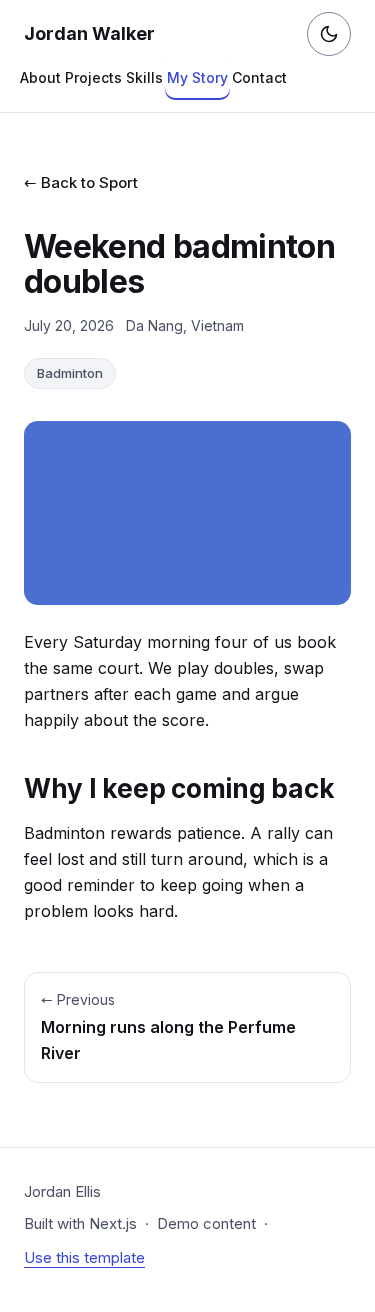 Jordan Walker
About Projects Skills My Story Contact
← Back to Sport
Weekend badminton
doubles
July 20, 2026 Da Nang, Vietnam
Badminton
Every Saturday morning four of us book
the same court. We play doubles, swap
partners after each game and argue
happily about the score.
Why I keep coming back
Badminton rewards patience. A rally can
feel lost and still turn around, which is a
good reminder to keep going when a
problem looks hard.
← Previous
Morning runs along the Perfume
River
Jordan Ellis
Built with Next.js · Demo content ·
Use this template